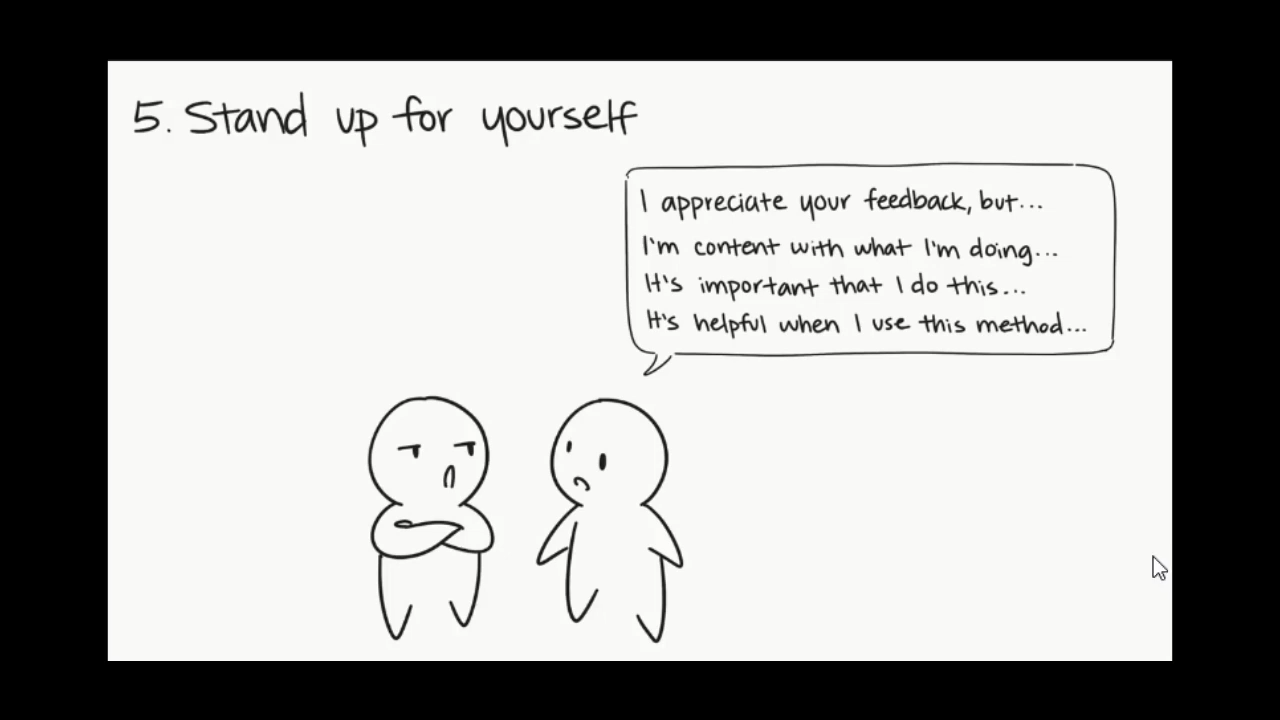 5. Stand up for yourself
I appreciate your feedback, but...
I'm content with what I'm doing...
It's important that I do this...
It's helpful when I use this method...